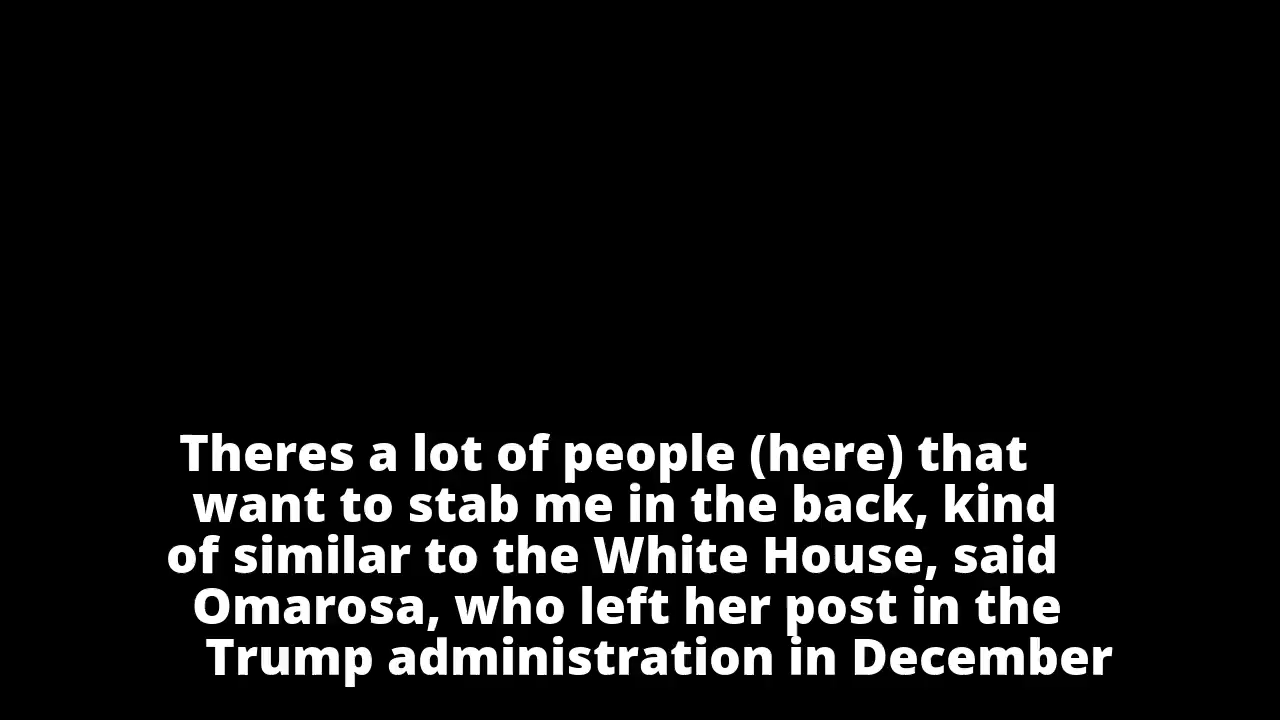 Theres a lot of people (here) that
want to stab me in the back, kind
of similar to the White House, said
Omarosa, who left her post in the
Trump administration in December